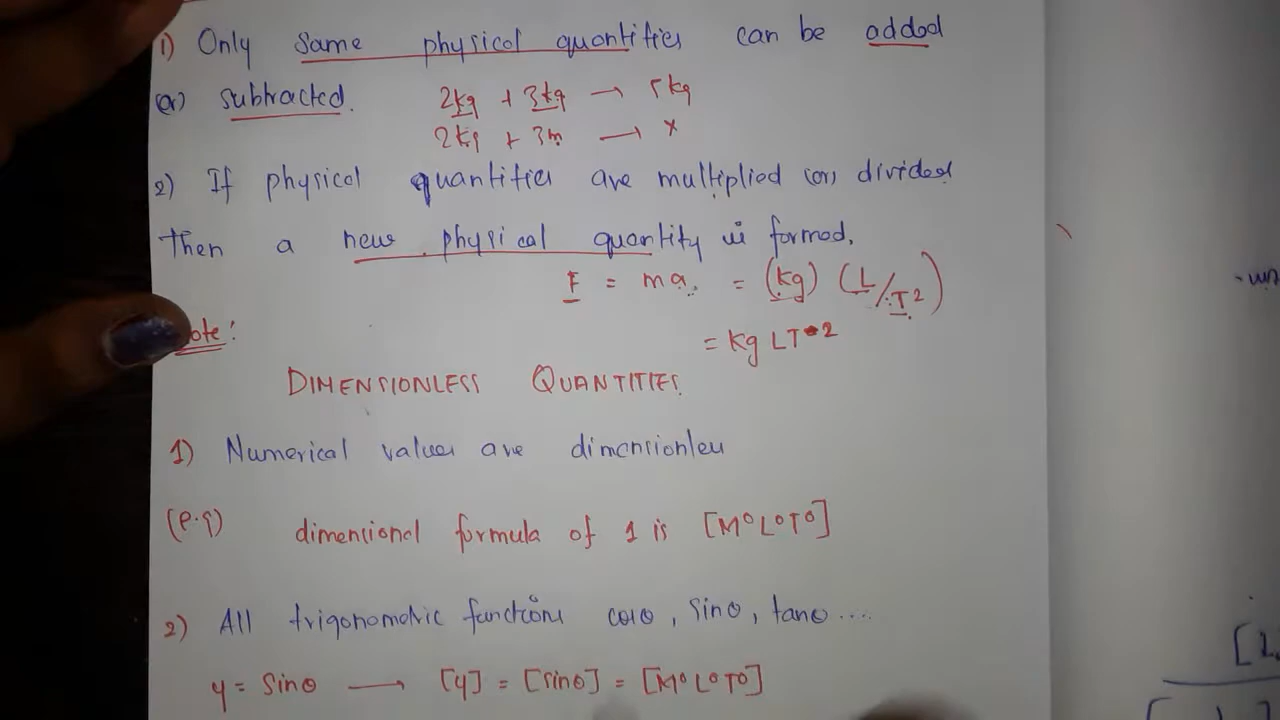 1) Only same physical quantities can be added
(or) subtracted.
2kg + 3kg → 5kg
2kg + 3m → x
2) If physical quantities are multiplied (or) divided
Then a new physical quantity is formed.
F = ma = (kg) (L/T2)
= Kg LT-2
Note:
DIMENSIONLESS QUANTITIES
1) Numerical values are dimensionless
(e.g) dimensional formula of 1 is [M⁰L⁰T⁰]
2) All trigonometric functions cosθ, sinθ, tanθ....
y = Sinθ → [y] = [sinθ] = [M⁰L⁰T⁰]